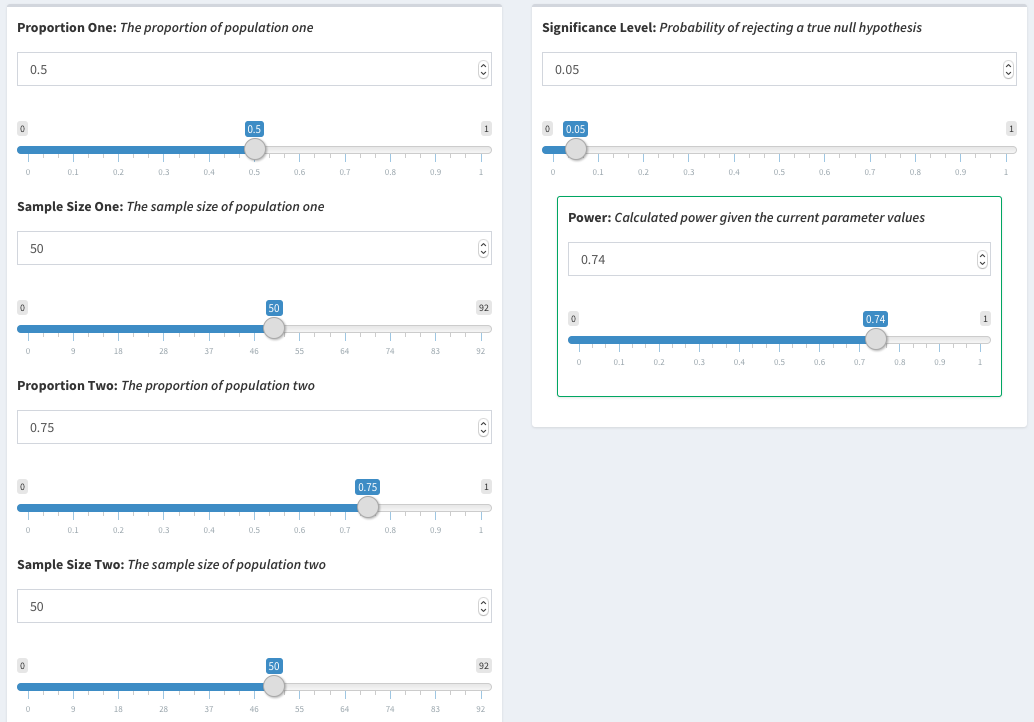 Proportion One: The proportion of population one
0.5
0 0.5 1
0 0.1 0.2 0.3 0.4 0.5 0.6 0.7 0.8 0.9 1
Sample Size One: The sample size of population one
50
0 50 92
0 9 18 28 37 46 55 64 74 83 92
Proportion Two: The proportion of population two
0.75
0 0.75 1
0 0.1 0.2 0.3 0.4 0.5 0.6 0.7 0.8 0.9 1
Sample Size Two: The sample size of population two
50
0 50 92
0 9 18 28 37 46 55 64 74 83 92
Significance Level: Probability of rejecting a true null hypothesis
0.05
0 0.05 1
0 0.1 0.2 0.3 0.4 0.5 0.6 0.7 0.8 0.9 1
Power: Calculated power given the current parameter values
0.74
0 0.74 1
0 0.1 0.2 0.3 0.4 0.5 0.6 0.7 0.8 0.9 1